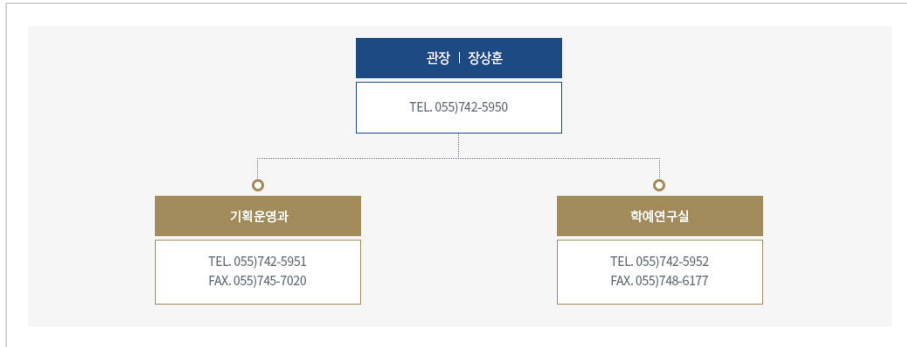 관장 | 장상훈
TEL. 055)742-5950
기획운영과
TEL. 055)742-5951
FAX. 055)745-7020
학예연구실
TEL. 055)742-5952
FAX. 055)748-6177